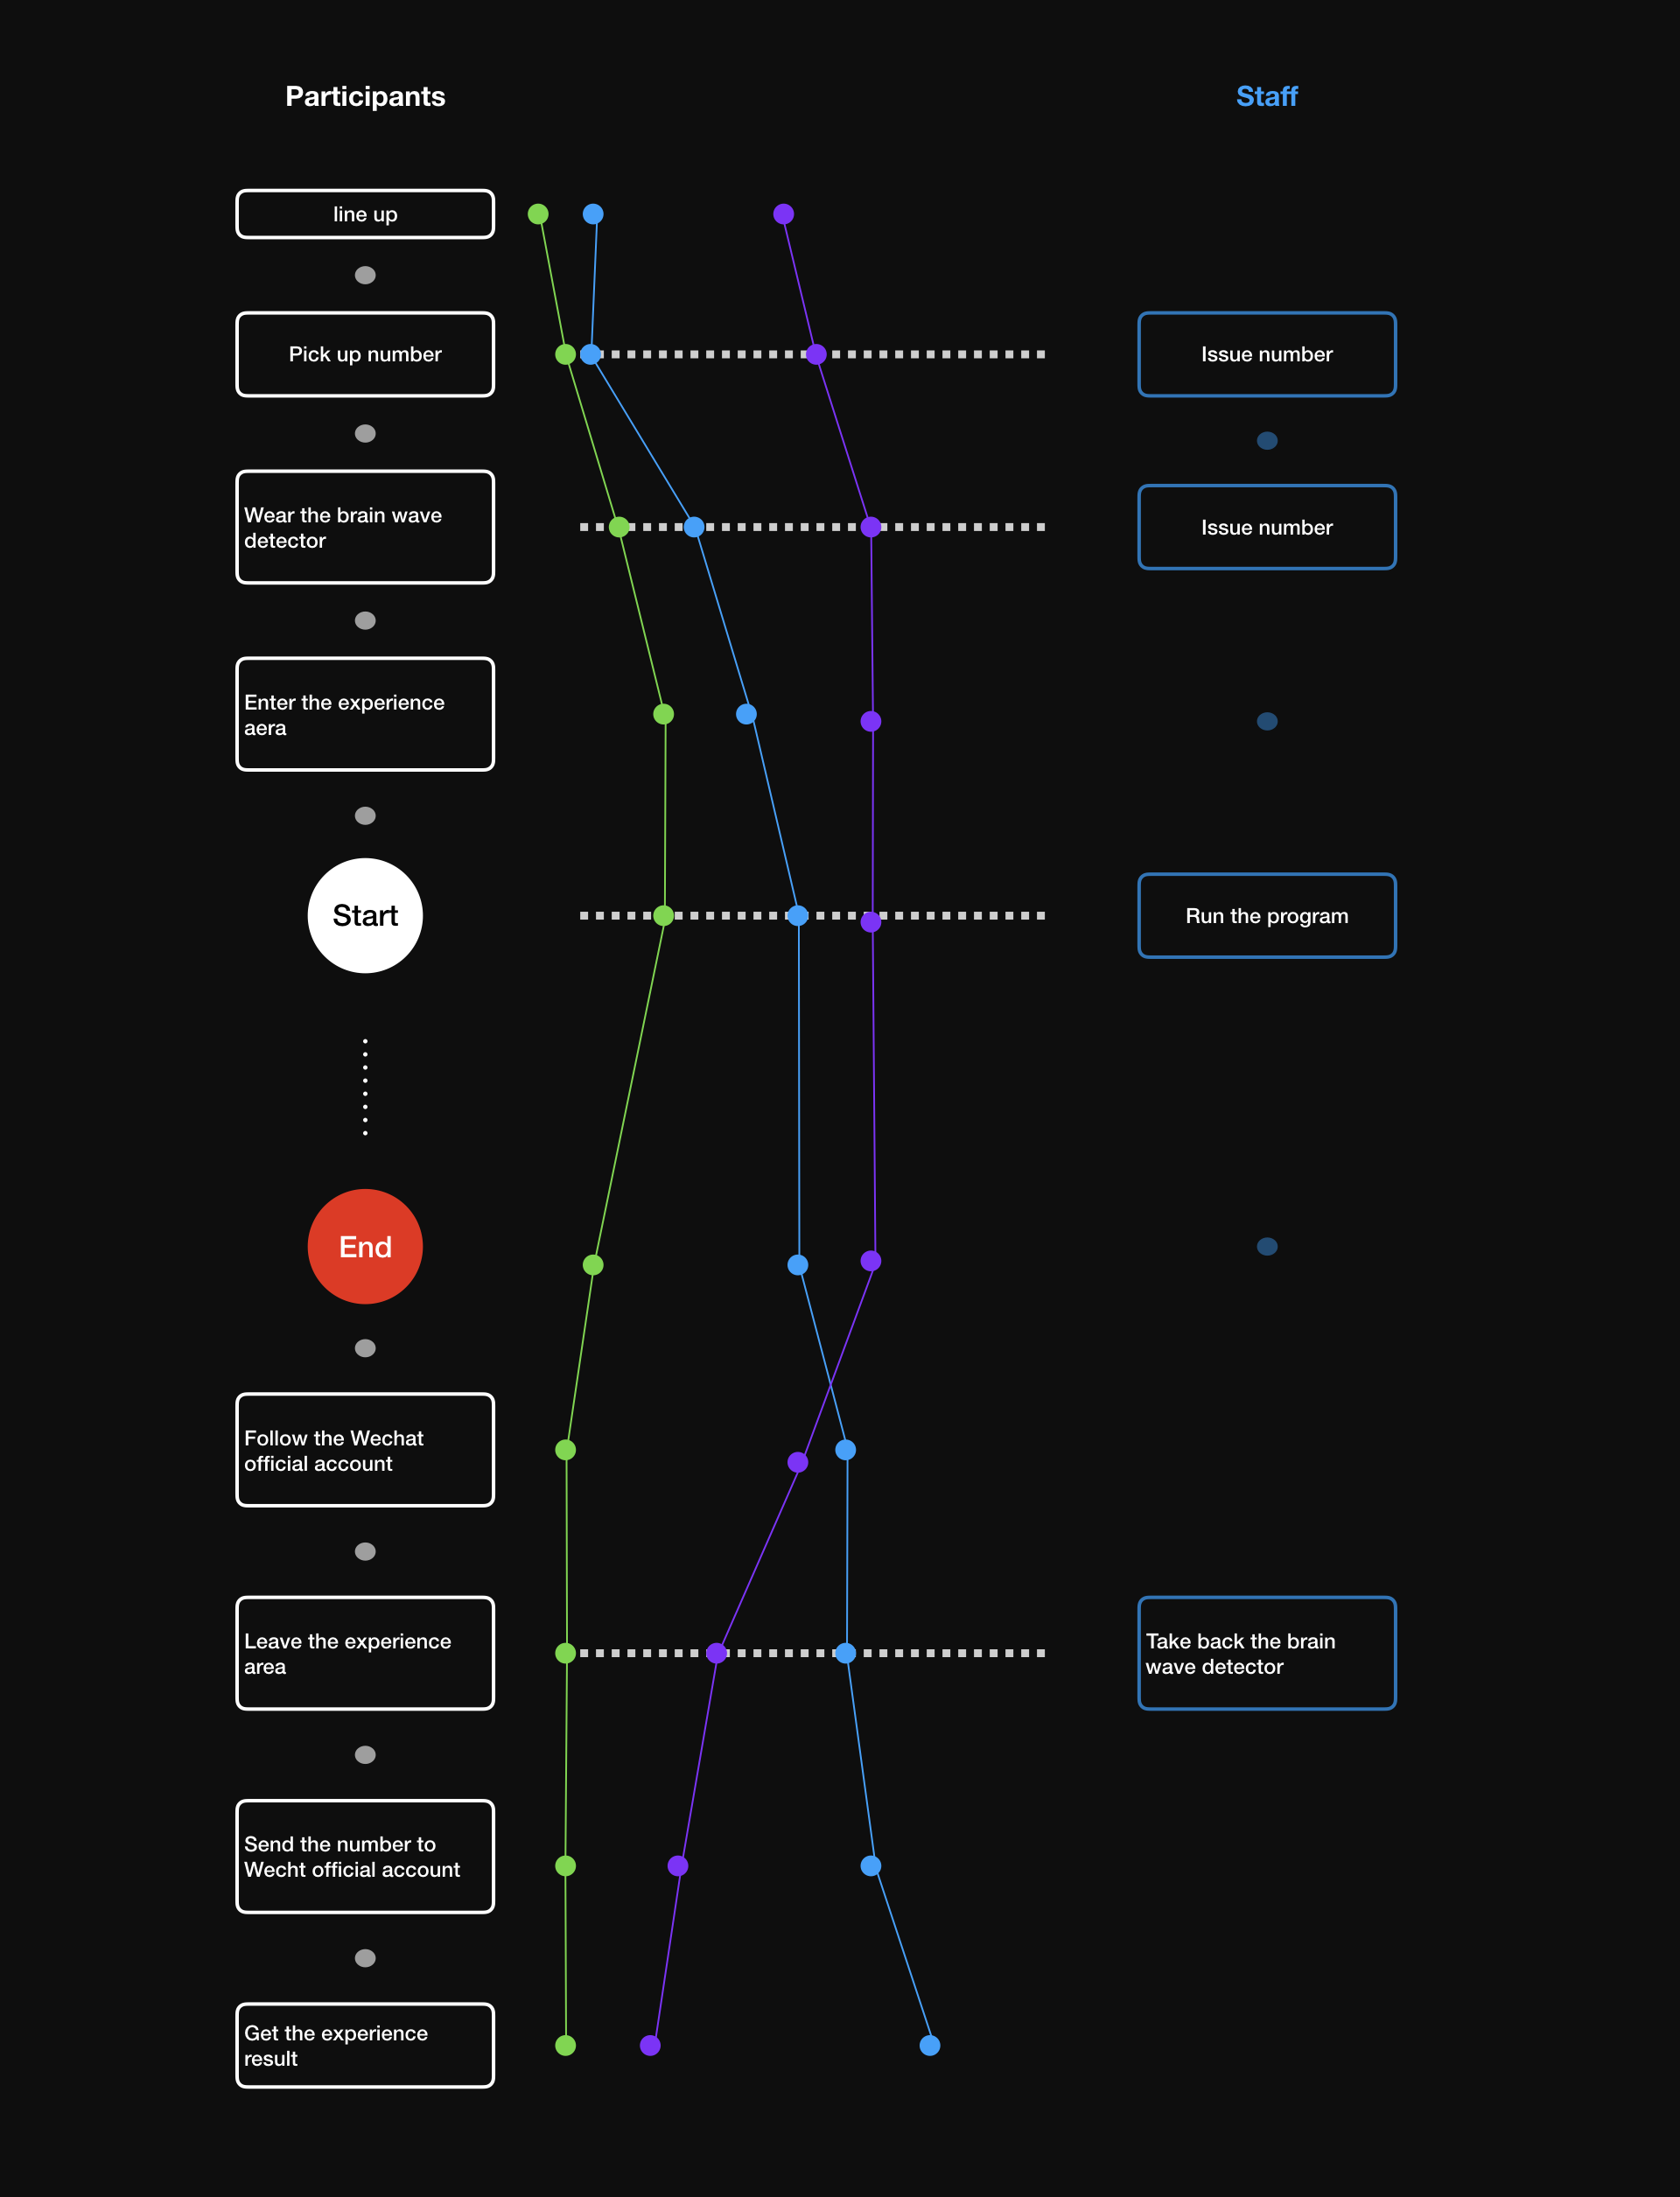 Participants
Staff
line up
Pick up number
Issue number
Wear the brain wave
detector
Issue number
Enter the experience
aera
Start
Run the program
End
Follow the Wechat
official account
Leave the experience
area
Take back the brain
wave detector
Send the number to
Wecht official account
Get the experience
result